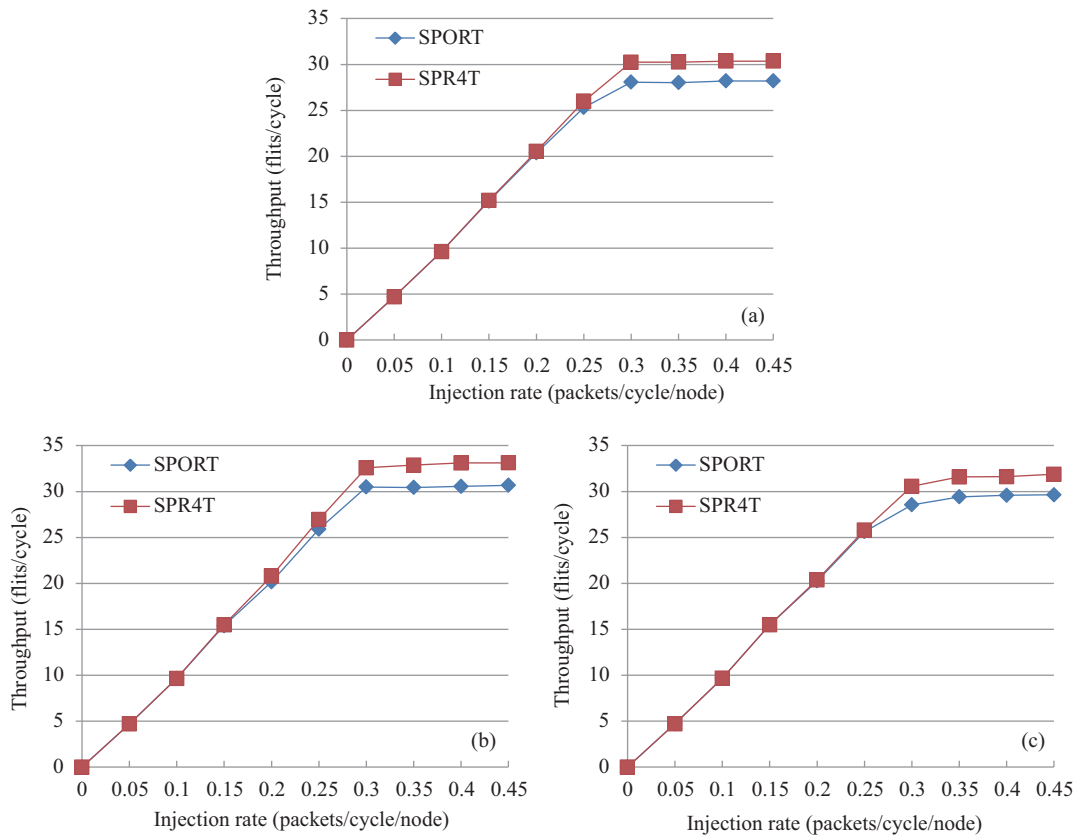 35
30
25
20
15
10
5
0
Throughput (flits/cycle)
SPORT
SPR4T
(a)
0 0.05 0.1 0.15 0.2 0.25 0.3 0.35 0.4 0.45
Injection rate (packets/cycle/node)
35
30
25
20
15
10
5
0
Throughput (flits/cycle)
SPORT
SPR4T
(b)
0 0.05 0.1 0.15 0.2 0.25 0.3 0.35 0.4 0.45
Injection rate (packets/cycle/node)
35
30
25
20
15
10
5
0
Throughput (flits/cycle)
SPORT
SPR4T
(c)
0 0.05 0.1 0.15 0.2 0.25 0.3 0.35 0.4 0.45
Injection rate (packets/cycle/node)